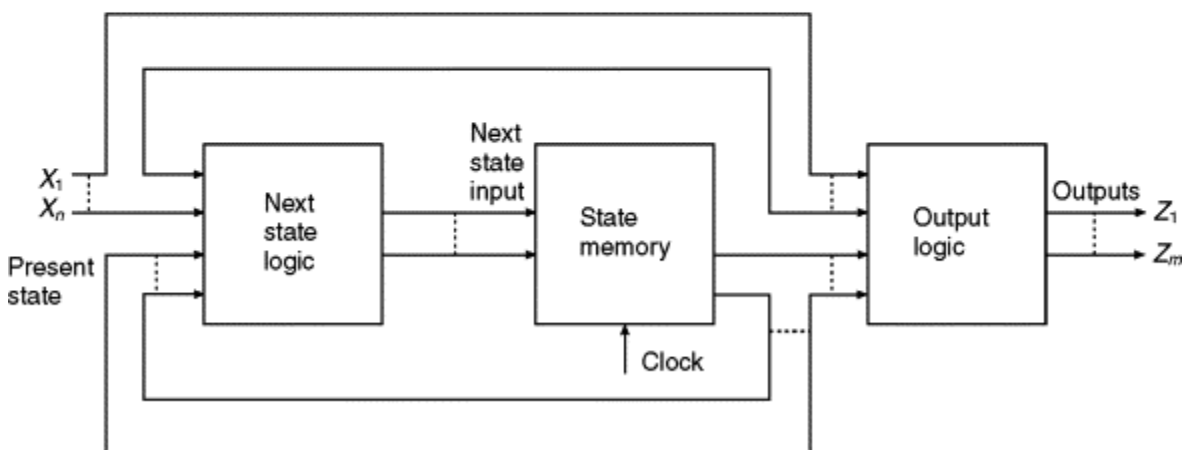 X1
Xn
Present
state
Next
state
logic
Next
state
input
State
memory
Clock
Output
logic
Outputs
Z1
Zm